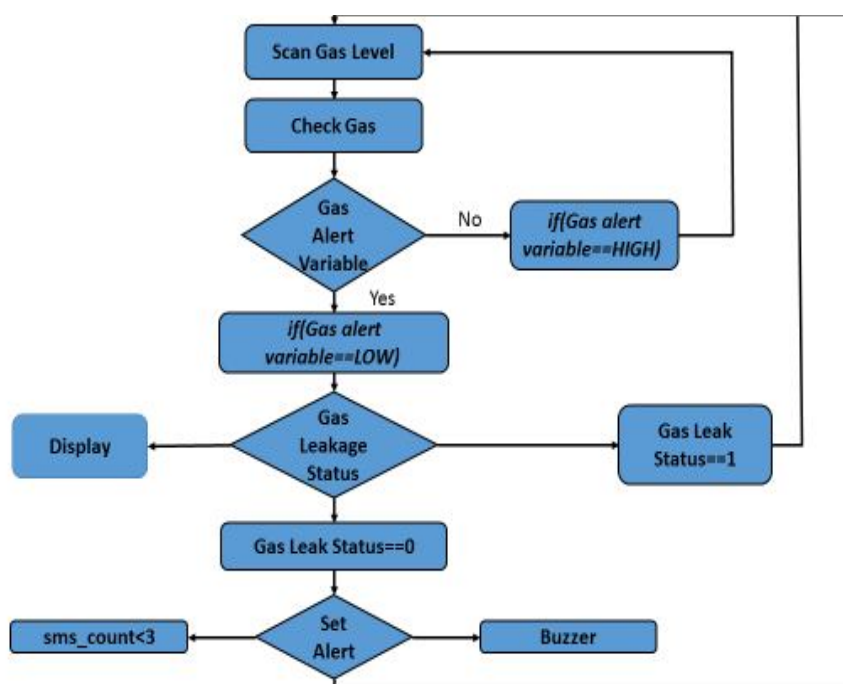 Scan Gas Level
Check Gas
Gas
Alert
Variable
No
if(Gas alert
variable==HIGH)
Yes
if(Gas alert
variable==LOW)
Display
Gas
Leakage
Status
Gas Leak
Status==1
Gas Leak Status==0
sms_count<3
Set
Alert
Buzzer